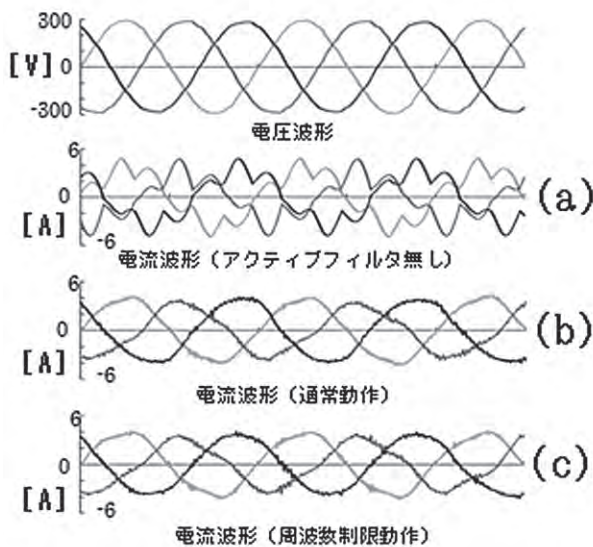 300
[V] 0
-300
電圧波形
6
0
(a)
[A]
-6
電流波形（アクティブフィルタ無し）
6
0
(b)
[A]
-6
電流波形（通常動作）
6
0
(c)
[A]
-6
電流波形（周波数制限動作）